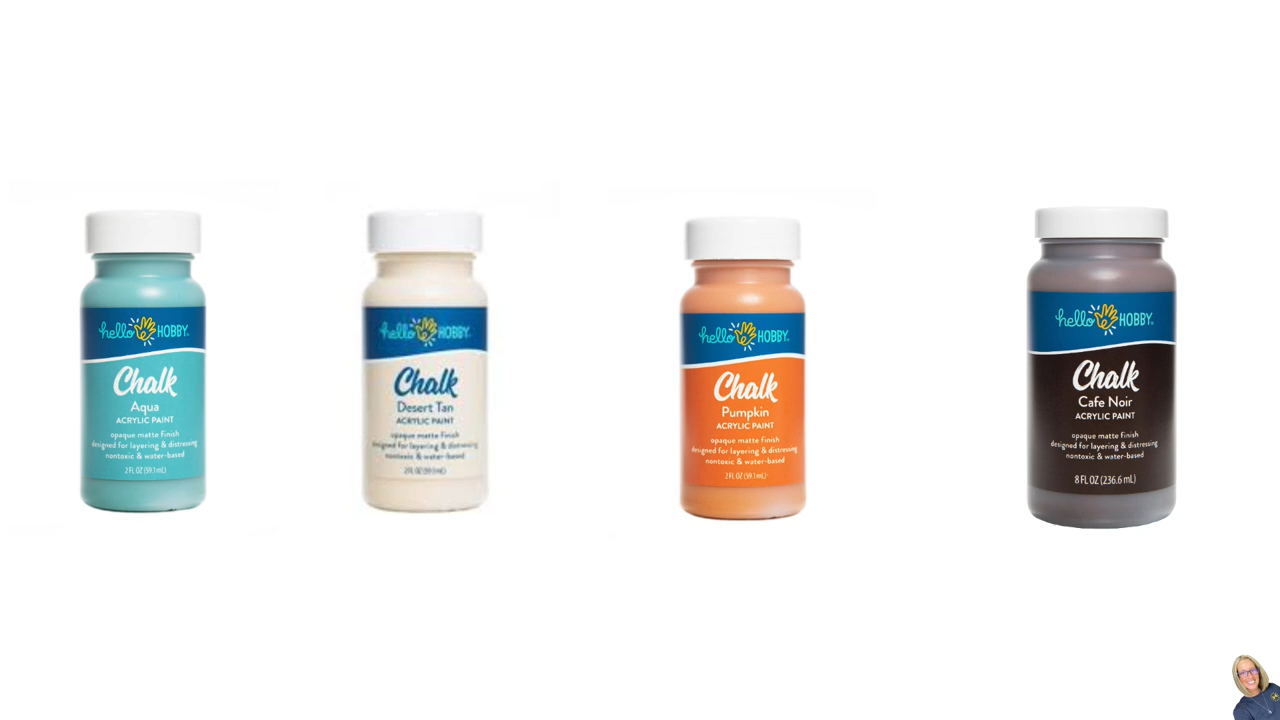 hello HOBBY™
Chalk
Aqua
ACRYLIC PAINT
opaque matte finish
designed for layering & distressing
nontoxic & water-based
2 FL OZ (59.1 mL)
hello HOBBY™
Chalk
Desert Tan
ACRYLIC PAINT
opaque matte finish
designed for layering & distressing
nontoxic & water-based
2 FL OZ (59.1 mL)
hello HOBBY™
Chalk
Pumpkin
ACRYLIC PAINT
opaque matte finish
designed for layering & distressing
nontoxic & water-based
2 FL OZ (59.1 mL)
hello HOBBY™
Chalk
Cafe Noir
ACRYLIC PAINT
opaque matte finish
designed for layering & distressing
nontoxic & water-based
8 FL OZ (236.6 mL)